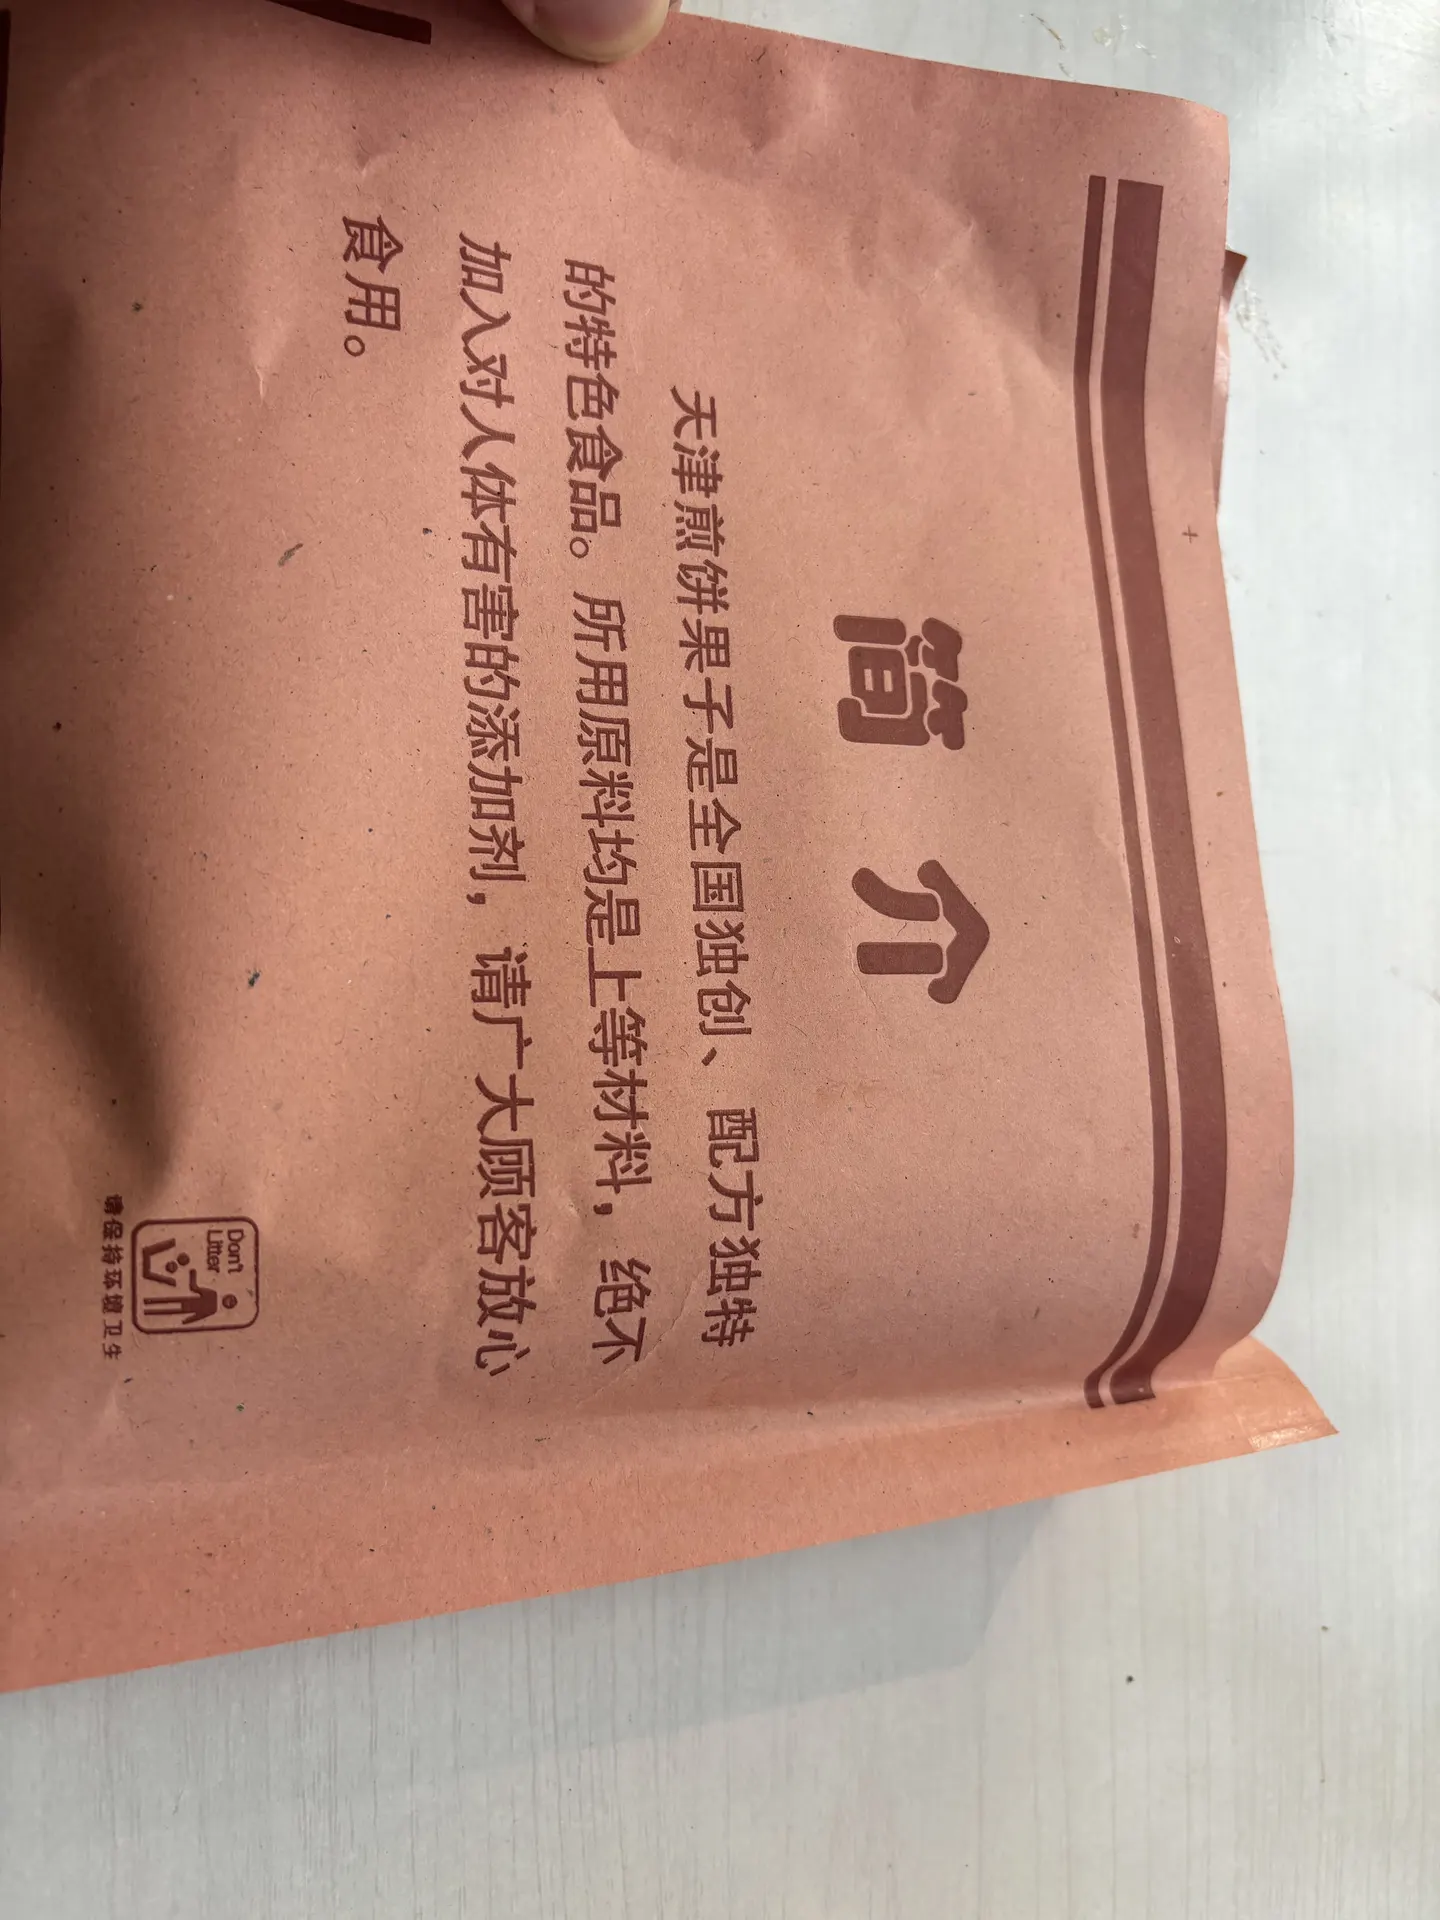 简介
天津煎饼果子是全国独创、配方独特
的特色食品。所用原料均是上等材料，绝不
加入对人体有害的添加剂，请广大顾客放心
食用。
Don't
Litter
请保持环境卫生